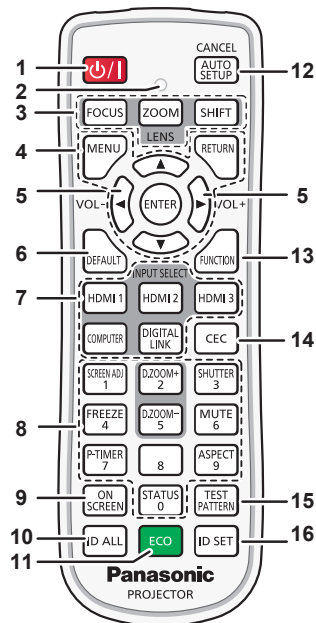 CANCEL
1
⏻/|
AUTO SETUP
12
2
3
FOCUS
ZOOM
SHIFT
LENS
4
MENU
▲
RETURN
5
VOL-
◀
ENTER
▶
VOL+
5
▼
6
DEFAULT
FUNCTION
13
INPUT SELECT
7
HDMI 1
HDMI 2
HDMI 3
COMPUTER
DIGITAL LINK
CEC
14
SCREEN ADJ
1
D.ZOOM+
2
SHUTTER
3
8
FREEZE
4
D.ZOOM-
5
MUTE
6
P-TIMER
7
8
ASPECT
9
9
ON SCREEN
STATUS
0
TEST PATTERN
15
10
ID ALL
11
ECO
ID SET
16
Panasonic
PROJECTOR